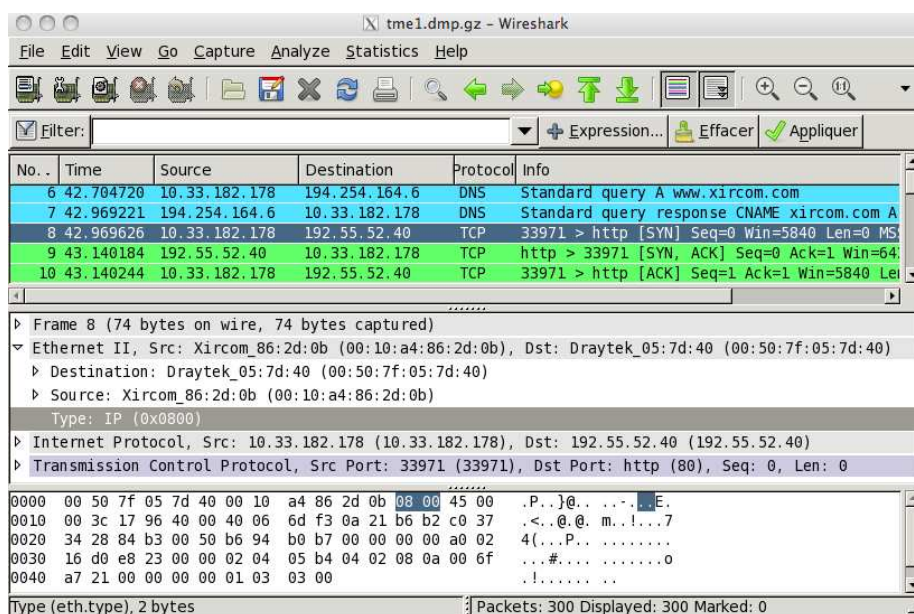 tme1.dmp.gz - Wireshark
File Edit View Go Capture Analyze Statistics Help
Filter: Expression... Effacer Appliquer
No. . Time Source Destination Protocol Info
6 42.704720 10.33.182.178 194.254.164.6 DNS Standard query A www.xircom.com
7 42.969221 194.254.164.6 10.33.182.178 DNS Standard query response CNAME xircom.com A
8 42.969626 10.33.182.178 192.55.52.40 TCP 33971 > http [SYN] Seq=0 Win=5840 Len=0 MSS
9 43.140184 192.55.52.40 10.33.182.178 TCP http > 33971 [SYN, ACK] Seq=0 Ack=1 Win=64
10 43.140244 10.33.182.178 192.55.52.40 TCP 33971 > http [ACK] Seq=1 Ack=1 Win=5840 Len
Frame 8 (74 bytes on wire, 74 bytes captured)
Ethernet II, Src: Xircom_86:2d:0b (00:10:a4:86:2d:0b), Dst: Draytek_05:7d:40 (00:50:7f:05:7d:40)
Destination: Draytek_05:7d:40 (00:50:7f:05:7d:40)
Source: Xircom_86:2d:0b (00:10:a4:86:2d:0b)
Type: IP (0x0800)
Internet Protocol, Src: 10.33.182.178 (10.33.182.178), Dst: 192.55.52.40 (192.55.52.40)
Transmission Control Protocol, Src Port: 33971 (33971), Dst Port: http (80), Seq: 0, Len: 0
0000 00 50 7f 05 7d 40 00 10 a4 86 2d 0b 08 00 45 00 .P..}@.. ..-...E.
0010 00 3c 17 96 40 00 40 06 6d f3 0a 21 b6 b2 c0 37 .<..@.@. m..!...7
0020 34 28 84 b3 00 50 b6 94 b0 b7 00 00 00 00 a0 02 4(...P.. ........
0030 16 d0 e8 23 00 00 02 04 05 b4 04 02 08 0a 00 6f ...#.... .......o
0040 a7 21 00 00 00 00 01 03 03 00 .!...... ..
Type (eth.type), 2 bytes Packets: 300 Displayed: 300 Marked: 0